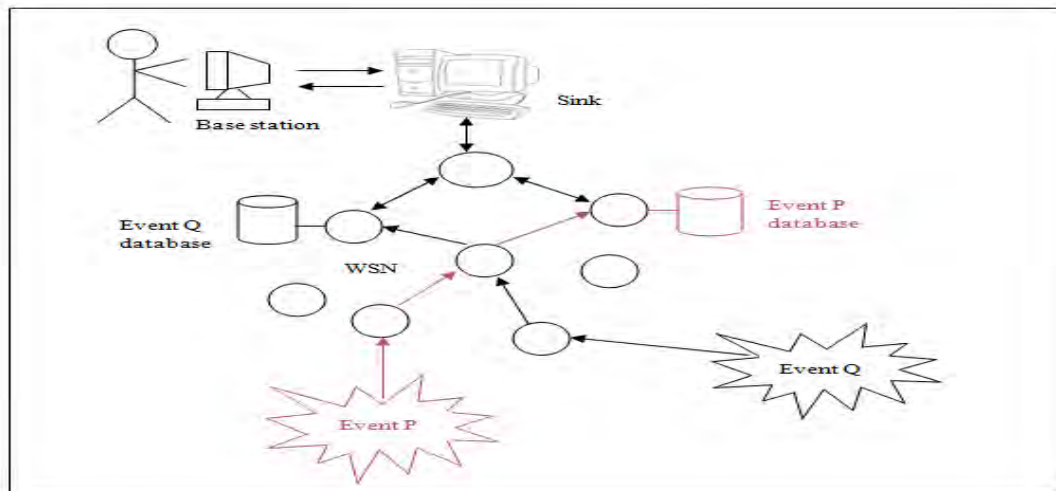 Sink
Base station
Event Q
database
Event P
database
WSN
Event Q
Event P